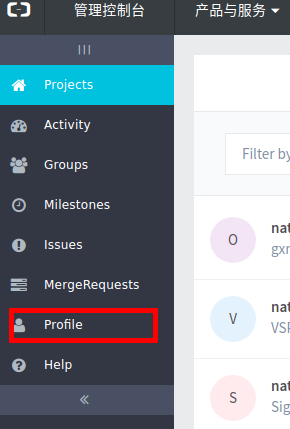 管理控制台 产品与服务
Projects
Activity
Groups
Milestones
Issues
MergeRequests
Profile
Help
Filter by
O
nat
gxr
V
nat
VSF
S
nat
Sig